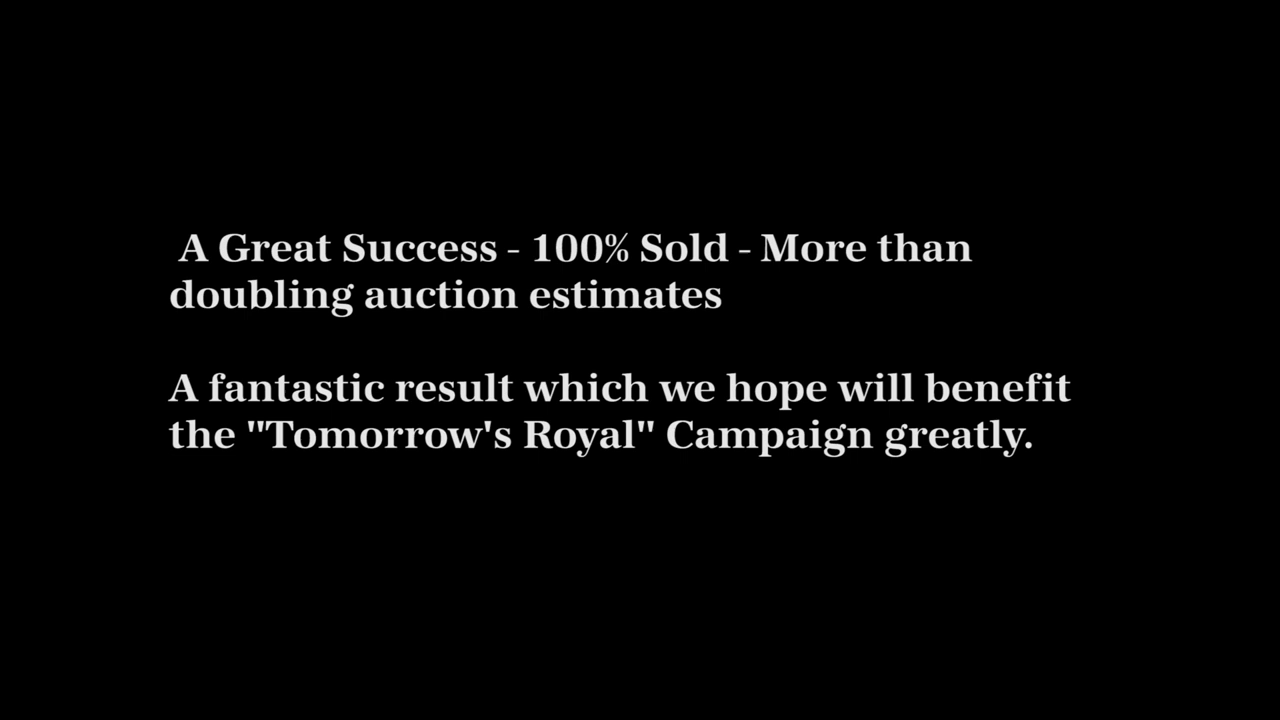 A Great Success - 100% Sold - More than
doubling auction estimates
A fantastic result which we hope will benefit
the "Tomorrow's Royal" Campaign greatly.